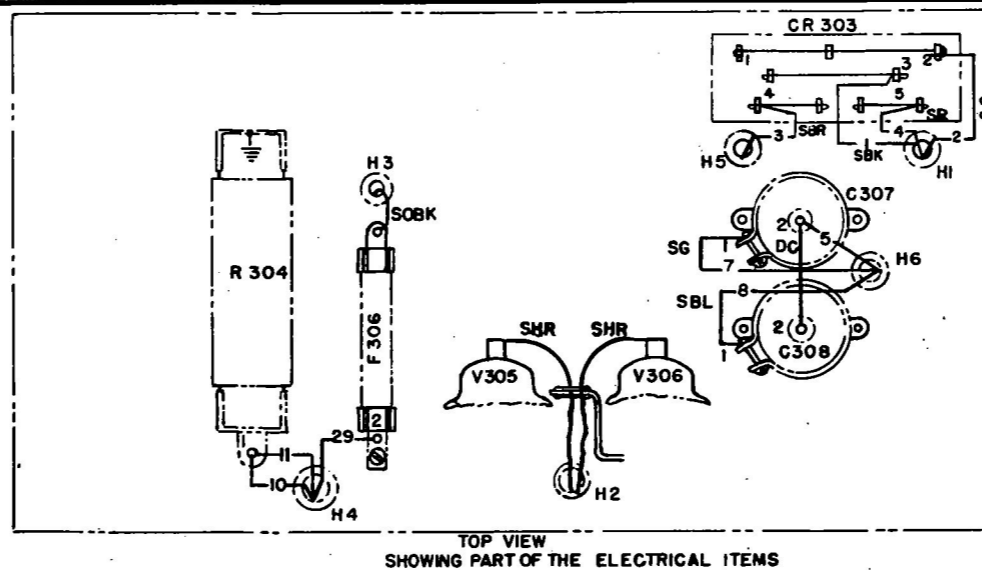 CR 303
1
2
3
4
5
SR
3
SBR
4
2
SBK
H5
H1
H3
SOBK
C307
2
DC
5
SG
1
7
H6
R 304
SBL
8
F306
2
C308
1
SHR
SHR
V305
V306
2
29
11
10
H4
H2
TOP VIEW
SHOWING PART OF THE ELECTRICAL ITEMS